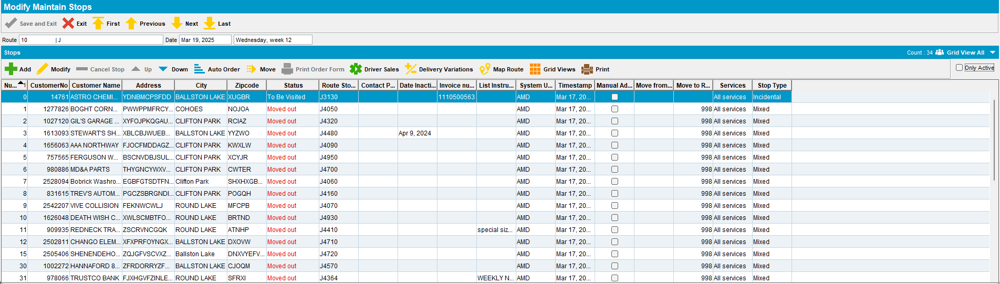 Modify Maintain Stops
Save and Exit Exit First Previous Next Last
Route 10 | J Date Mar 19, 2025 Wednesday, week 12
Stops Count : 34 Grid View All
Add Modify Cancel Stop Up Down Auto Order Move Print Order Form Driver Sales Delivery Variations Map Route Grid Views Print Only Active
Nu... 1 CustomerNo Customer Name Address City Zipcode Status Route Sto... Contact P... Date Inacti... Invoice nu... List Instru... System U... Timestamp Manual Ad... Move from... Move to R... Services Stop Type
0 14761 ASTRO CHEMI... YDNBMCPSFDD BALLSTON LAKE XUGBR To Be Visited J3130 1110500563 AMD Mar 17, 20... All services Incidental
1 1277826 BOGHT CORN... PWWPPMFRCY... COHOES NOJOA Moved out J4050 AMD Mar 17, 20... 998 All services Mixed
2 1027120 GIL'S GARAGE ... XYFOJPKQGAU... CLIFTON PARK RCIAZ Moved out J4320 AMD Mar 17, 20... 998 All services Mixed
3 1613093 STEWART'S SH... XBLCBJWUEB... BALLSTON LAKE YYZWO Moved out J4480 Apr 9, 2024 AMD Mar 17, 20... 998 All services Mixed
4 1656063 AAA NORTHWAY FJOCFMDDAGZ... CLIFTON PARK KWXLW Moved out J4090 AMD Mar 17, 20... 998 All services Mixed
5 757565 FERGUSON W... BSCNVDBJSUL... CLIFTON PARK XCYJR Moved out J4950 AMD Mar 17, 20... 998 All services Mixed
6 980886 MD&A PARTS THYGNCYWXV... CLIFTON PARK CWTER Moved out J4700 AMD Mar 17, 20... 998 All services Mixed
7 2528094 Bobrick Washro... EGBFGTSDTFN... Clifton Park SHXHXGB... Moved out J4060 AMD Mar 17, 20... 998 All services Mixed
8 831615 TREV'S AUTOM... PGCZSBRGNDI... CLIFTON PARK POGQH Moved out J4160 AMD Mar 17, 20... 998 All services Mixed
9 2542207 VIVE COLLISION FEKNWCWLJ ROUND LAKE MFCPB Moved out J4070 AMD Mar 17, 20... 998 All services Mixed
10 1626048 DEATH WISH C... XWLSCMBTFO... ROUND LAKE BRTND Moved out J4930 AMD Mar 17, 20... 998 All services Mixed
11 909935 REDNECK TRA... ZSCRVNCGQK ROUND LAKE ATNHP Moved out J4410 special siz... AMD Mar 17, 20... 998 All services Mixed
12 2502811 CHANGO ELEM... XFXPRFOYNGX... BALLSTON LAKE DXOVW Moved out J4710 AMD Mar 17, 20... 998 All services Mixed
15 2505406 SHENENDEHO... ZQJGFVSCVXZ... Ballston Lake DNXVYEFV... Moved out J4720 AMD Mar 17, 20... 998 All services Mixed
30 1002272 HANNAFORD 8... ZFRDORRYZF... BALLSTON LAKE CJOQM Moved out J4570 AMD Mar 17, 20... 998 All services Mixed
31 978066 TRUSTCO BANK FJXHGVFZINLE... ROUND LAKE SFRXI Moved out J4364 WEEKLY N... AMD Mar 17, 20... 998 All services Mixed